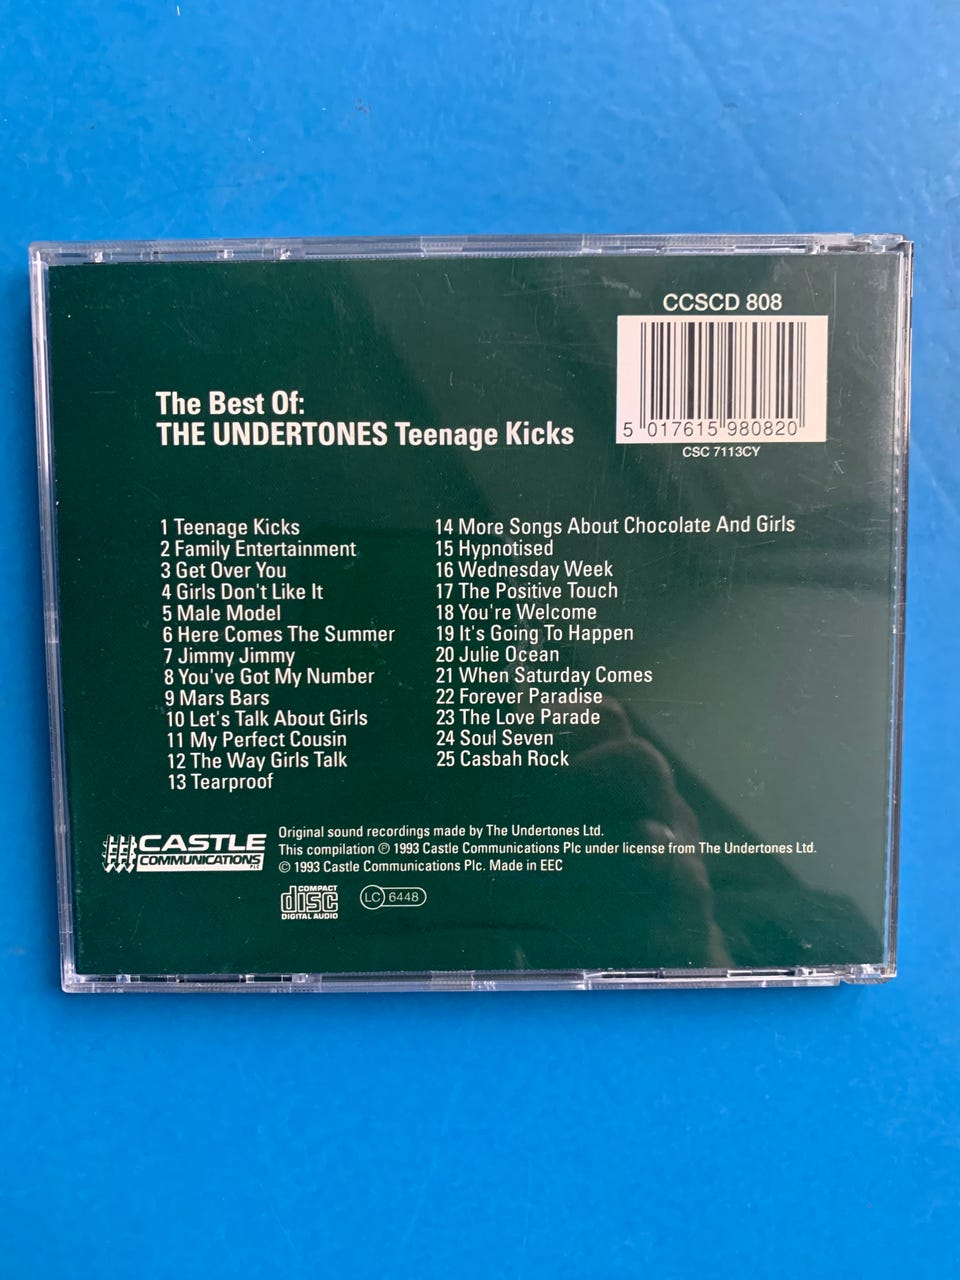 CCSCD 808
5 017615 980820
CSC 7113CY
The Best Of:
THE UNDERTONES Teenage Kicks
1 Teenage Kicks
2 Family Entertainment
3 Get Over You
4 Girls Don't Like It
5 Male Model
6 Here Comes The Summer
7 Jimmy Jimmy
8 You've Got My Number
9 Mars Bars
10 Let's Talk About Girls
11 My Perfect Cousin
12 The Way Girls Talk
13 Tearproof
14 More Songs About Chocolate And Girls
15 Hypnotised
16 Wednesday Week
17 The Positive Touch
18 You're Welcome
19 It's Going To Happen
20 Julie Ocean
21 When Saturday Comes
22 Forever Paradise
23 The Love Parade
24 Soul Seven
25 Casbah Rock
CASTLE
COMMUNICATIONS
PLC
Original sound recordings made by The Undertones Ltd.
This compilation ℗ 1993 Castle Communications Plc under license from The Undertones Ltd.
© 1993 Castle Communications Plc. Made in EEC
COMPACT
disc
DIGITAL AUDIO
LC 6448